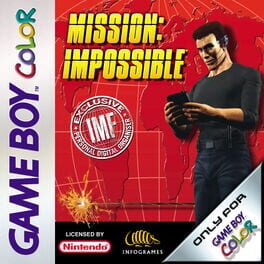 GAME BOY COLOR
MISSION:
IMPOSSIBLE
EXCLUSIVE
IMF
PERSONAL DIGITAL ORGANISER
LICENSED BY
Nintendo
INFOGRAMES
ONLY FOR
GAME BOY
COLOR